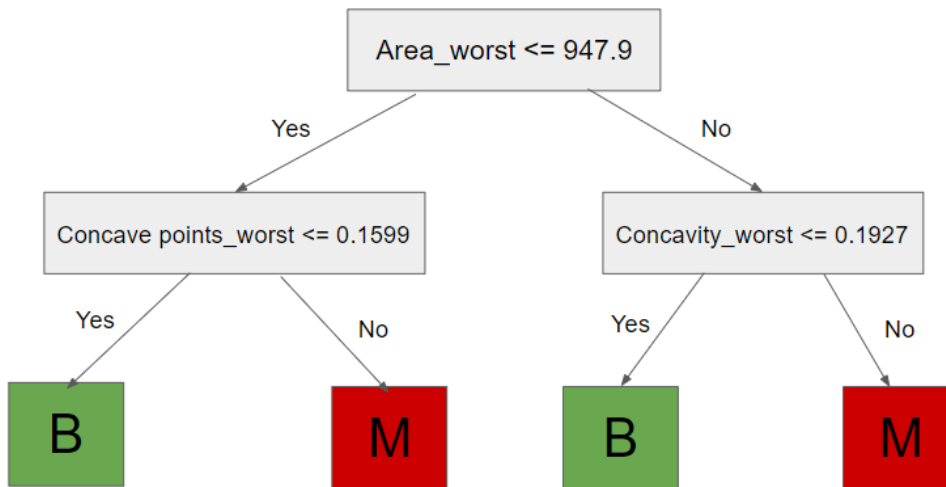 Area_worst <= 947.9
Yes
No
Concave points_worst <= 0.1599
Concavity_worst <= 0.1927
Yes
No
Yes
No
B
M
B
M